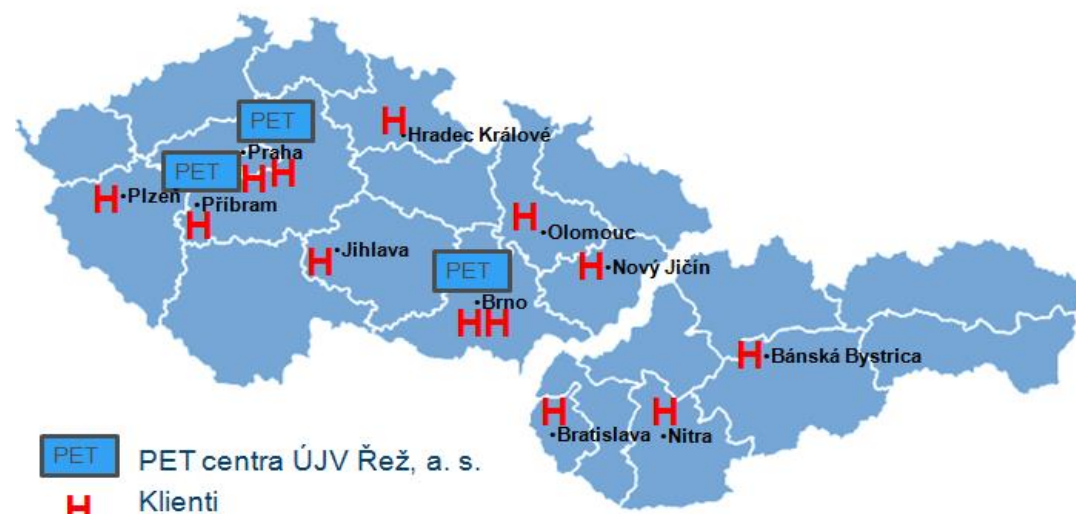 PET
H
•Hradec Králové
•Praha
PET
H H
•Plzeň
H
•Příbram
H
H
•Olomouc
•Jihlava
H
PET
H
•Nový Jičín
•Brno
HH
H
•Bánská Bystrica
H
H
•Bratislava
•Nitra
PET PET centra ÚJV Řež, a. s.
H Klienti